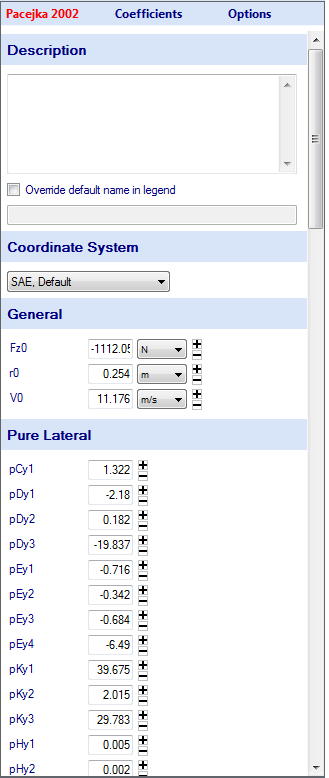 Pacejka 2002 Coefficients Options
Description
Override default name in legend
Coordinate System
SAE, Default
General
Fz0 -1112.05 N
r0 0.254 m
V0 11.176 m/s
Pure Lateral
pCy1 1.322
pDy1 -2.18
pDy2 0.182
pDy3 -19.837
pEy1 -0.716
pEy2 -0.342
pEy3 -0.684
pEy4 -6.49
pKy1 39.675
pKy2 2.015
pKy3 29.783
pHy1 0.005
pHy2 0.002